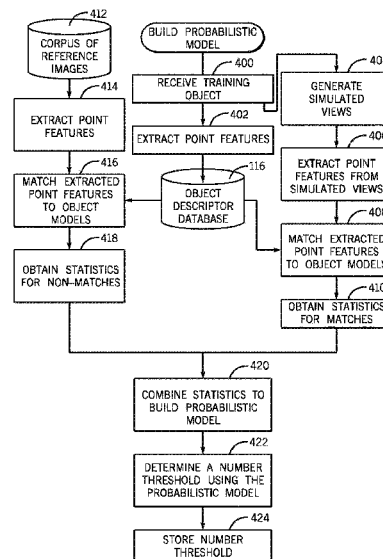 412
CORPUS OF
REFERENCE
IMAGES
BUILD PROBABILISTIC
MODEL
400
RECEIVE TRAINING
OBJECT
402
EXTRACT POINT FEATURES
116
OBJECT
DESCRIPTOR
DATABASE
414
EXTRACT POINT
FEATURES
416
MATCH EXTRACTED
POINT FEATURES
TO OBJECT
MODELS
418
OBTAIN STATISTICS
FOR NON-MATCHES
GENERATE
SIMULATED
VIEWS
EXTRACT POINT
FEATURES FROM
SIMULATED VIEWS
MATCH EXTRACTED
POINT FEATURES
TO OBJECT MODELS
410
OBTAIN STATISTICS
FOR MATCHES
420
COMBINE STATISTICS TO
BUILD PROBABILISTIC
MODEL
422
DETERMINE A NUMBER
THRESHOLD USING THE
PROBABILISTIC MODEL
424
STORE NUMBER
THRESHOLD